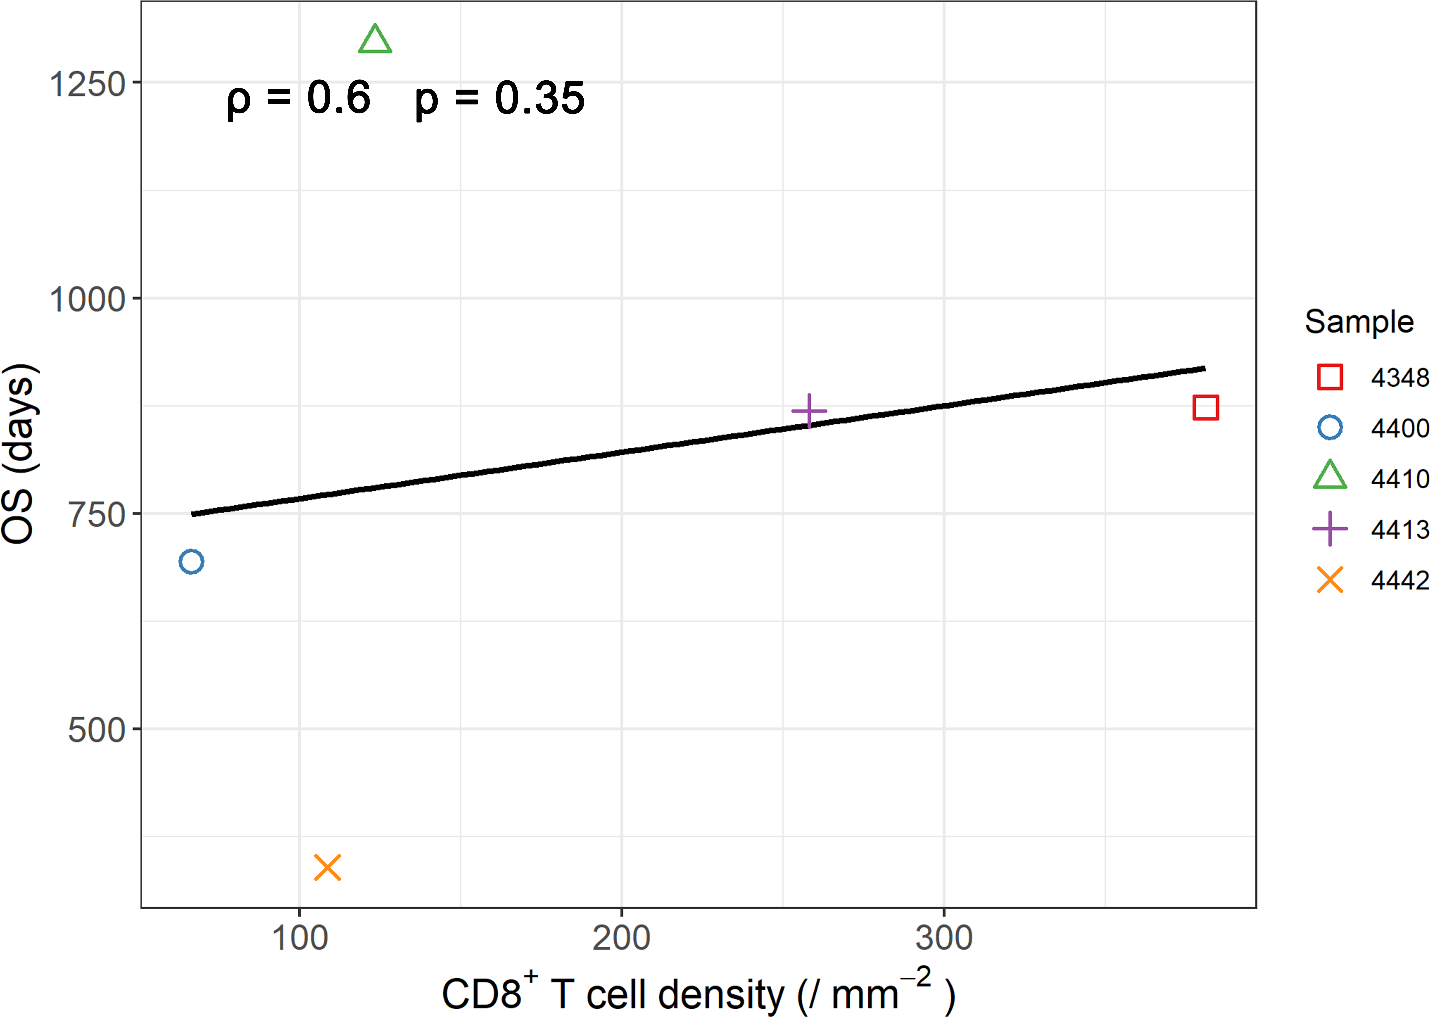 ρ = 0.6 p = 0.35
1250
1000
750
500
OS (days)
100 200 300
CD8⁺ T cell density (/ mm⁻² )
Sample
4348
4400
4410
4413
4442